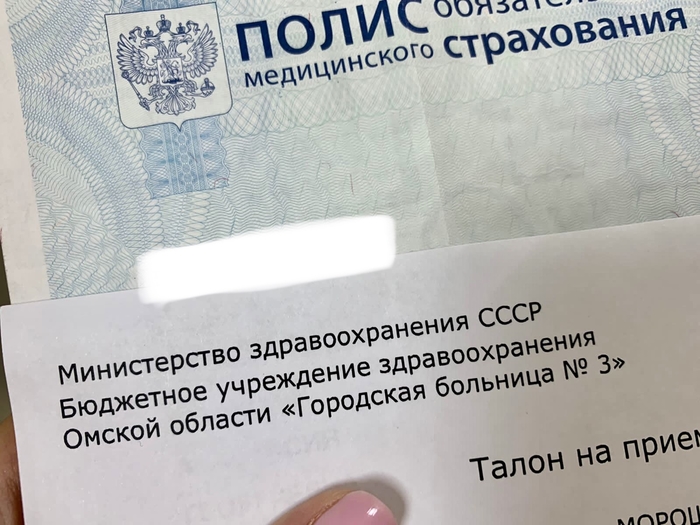 ПОЛИС
медицинского страхования
Министерство здравоохранения СССР
Бюджетное учреждение здравоохранения
Омской области «Городская больница № 3»
Талон на прием